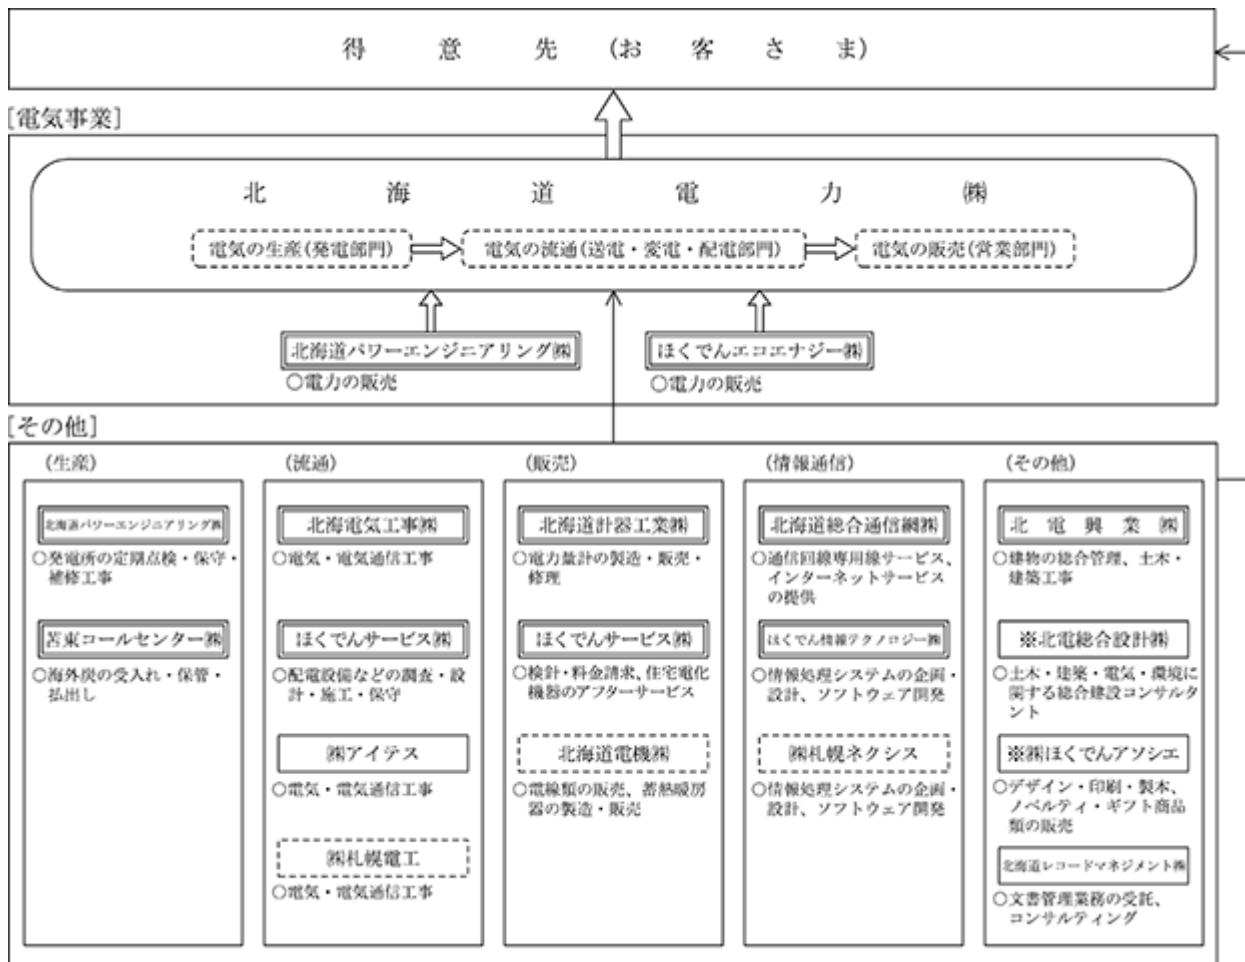 得意先(お客さま)
[電気事業]
北海道電力㈱
電気の生産(発電部門)
電気の流通(送電・変電・配電部門)
電気の販売(営業部門)
北海道パワーエンジニアリング㈱
○電力の販売
ほくでんエコエナジー㈱
○電力の販売
[その他]
(生産)
北海道パワーエンジニアリング㈱
○発電所の定期点検・保守・
補修工事
苫東コールセンター㈱
○海外炭の受入れ・保管・
払出し
(流通)
北海電気工事㈱
○電気・電気通信工事
ほくでんサービス㈱
○配電設備などの調査・設
計・施工・保守
㈱アイテス
○電気・電気通信工事
㈱札幌電工
○電気・電気通信工事
(販売)
北海道計器工業㈱
○電力量計の製造・販売・
修理
ほくでんサービス㈱
○検針・料金請求、住宅電化
機器のアフターサービス
北海道電機㈱
○電線類の販売、蓄熱暖房
器の製造・販売
(情報通信)
北海道総合通信網㈱
○通信回線専用線サービス、
インターネットサービス
の提供
ほくでん情報テクノロジー㈱
○情報処理システムの企画・
設計、ソフトウェア開発
㈱札幌ネクシス
○情報処理システムの企画・
設計、ソフトウェア開発
(その他)
北電興業㈱
○建物の総合管理、土木・
建築工事
※北電総合設計㈱
○土木・建築・電気・環境に
関する総合建設コンサルタ
ント
※㈱ほくでんアソシエ
○デザイン・印刷・製本、
ノベルティ・ギフト商品
類の販売
北海道レコードマネジメント㈱
○文書管理業務の受託、
コンサルティング